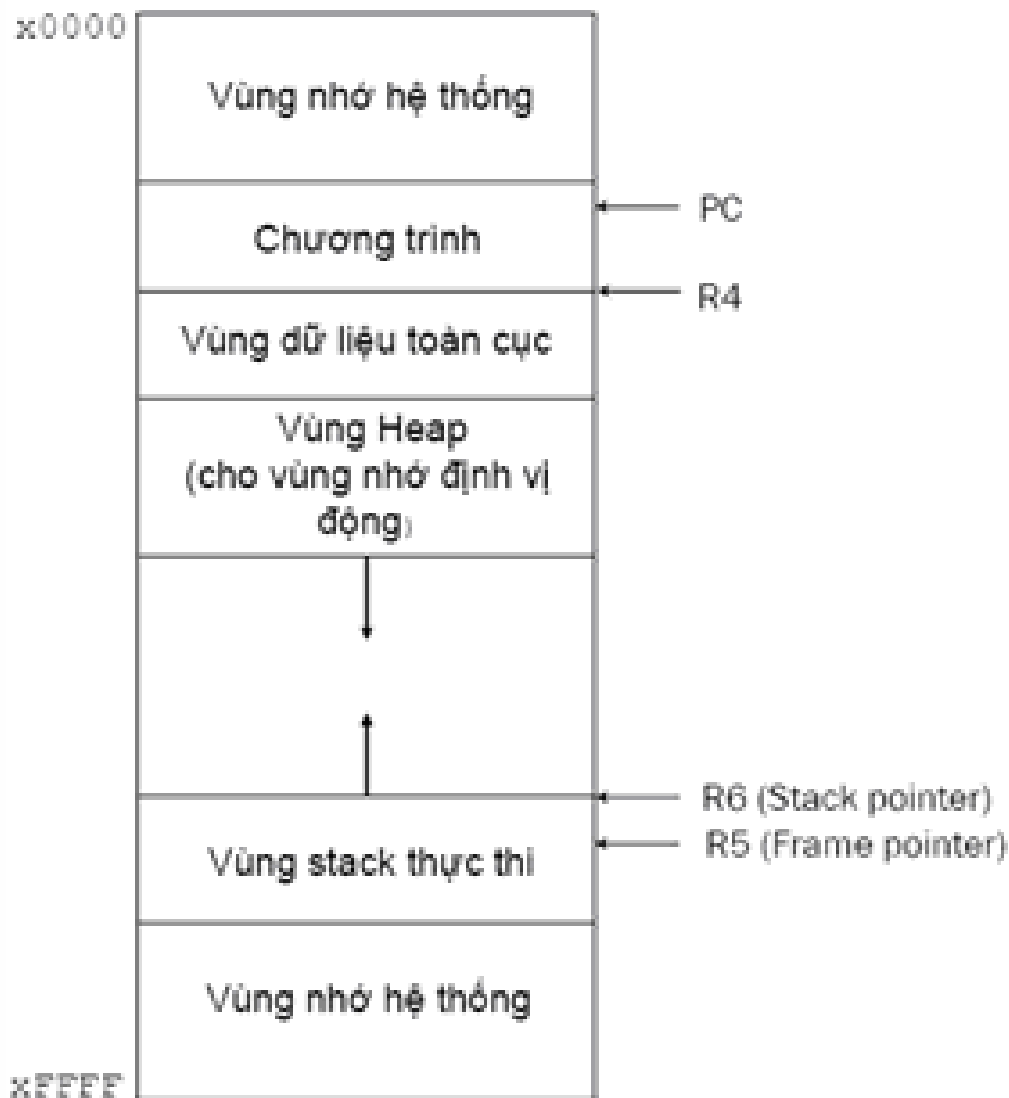 x0000
Vùng nhớ hệ thống
PC
Chương trình
R4
Vùng dữ liệu toàn cục
Vùng Heap
(cho vùng nhớ định vị
động)
R6 (Stack pointer)
R5 (Frame pointer)
Vùng stack thực thi
Vùng nhớ hệ thống
xFFFF